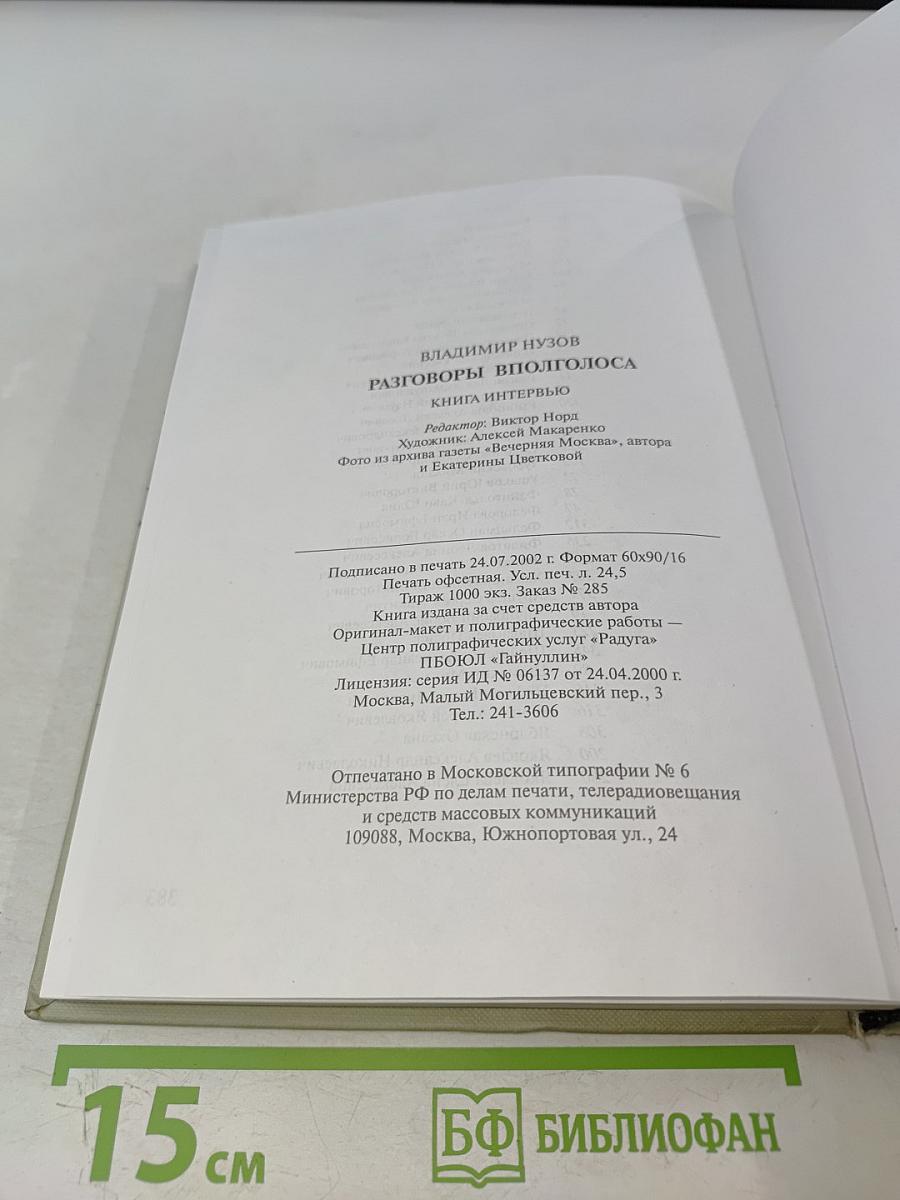 ВЛАДИМИР НУЗОВ
РАЗГОВОРЫ ВПОЛГОЛОСА
КНИГА ИНТЕРВЬЮ
Редактор: Виктор Норд
Художник: Алексей Макаренко
Фото из архива газеты «Вечерняя Москва», автора
и Екатерины Цветковой
Подписано в печать 24.07.2002 г. Формат 60х90/16
Печать офсетная. Усл. печ. л. 24,5
Тираж 1000 экз. Заказ № 285
Книга издана за счет средств автора
Оригинал-макет и полиграфические работы —
Центр полиграфических услуг «Радуга»
ПБОЮЛ «Гайнуллин»
Лицензия: серия ИД № 06137 от 24.04.2000 г.
Москва, Малый Могильцевский пер., 3
Тел.: 241-3606
Отпечатано в Московской типографии № 6
Министерства РФ по делам печати, телерадиовещания
и средств массовых коммуникаций
109088, Москва, Южнопортовая ул., 24
383
15 см
БФ БИБЛИОФАН